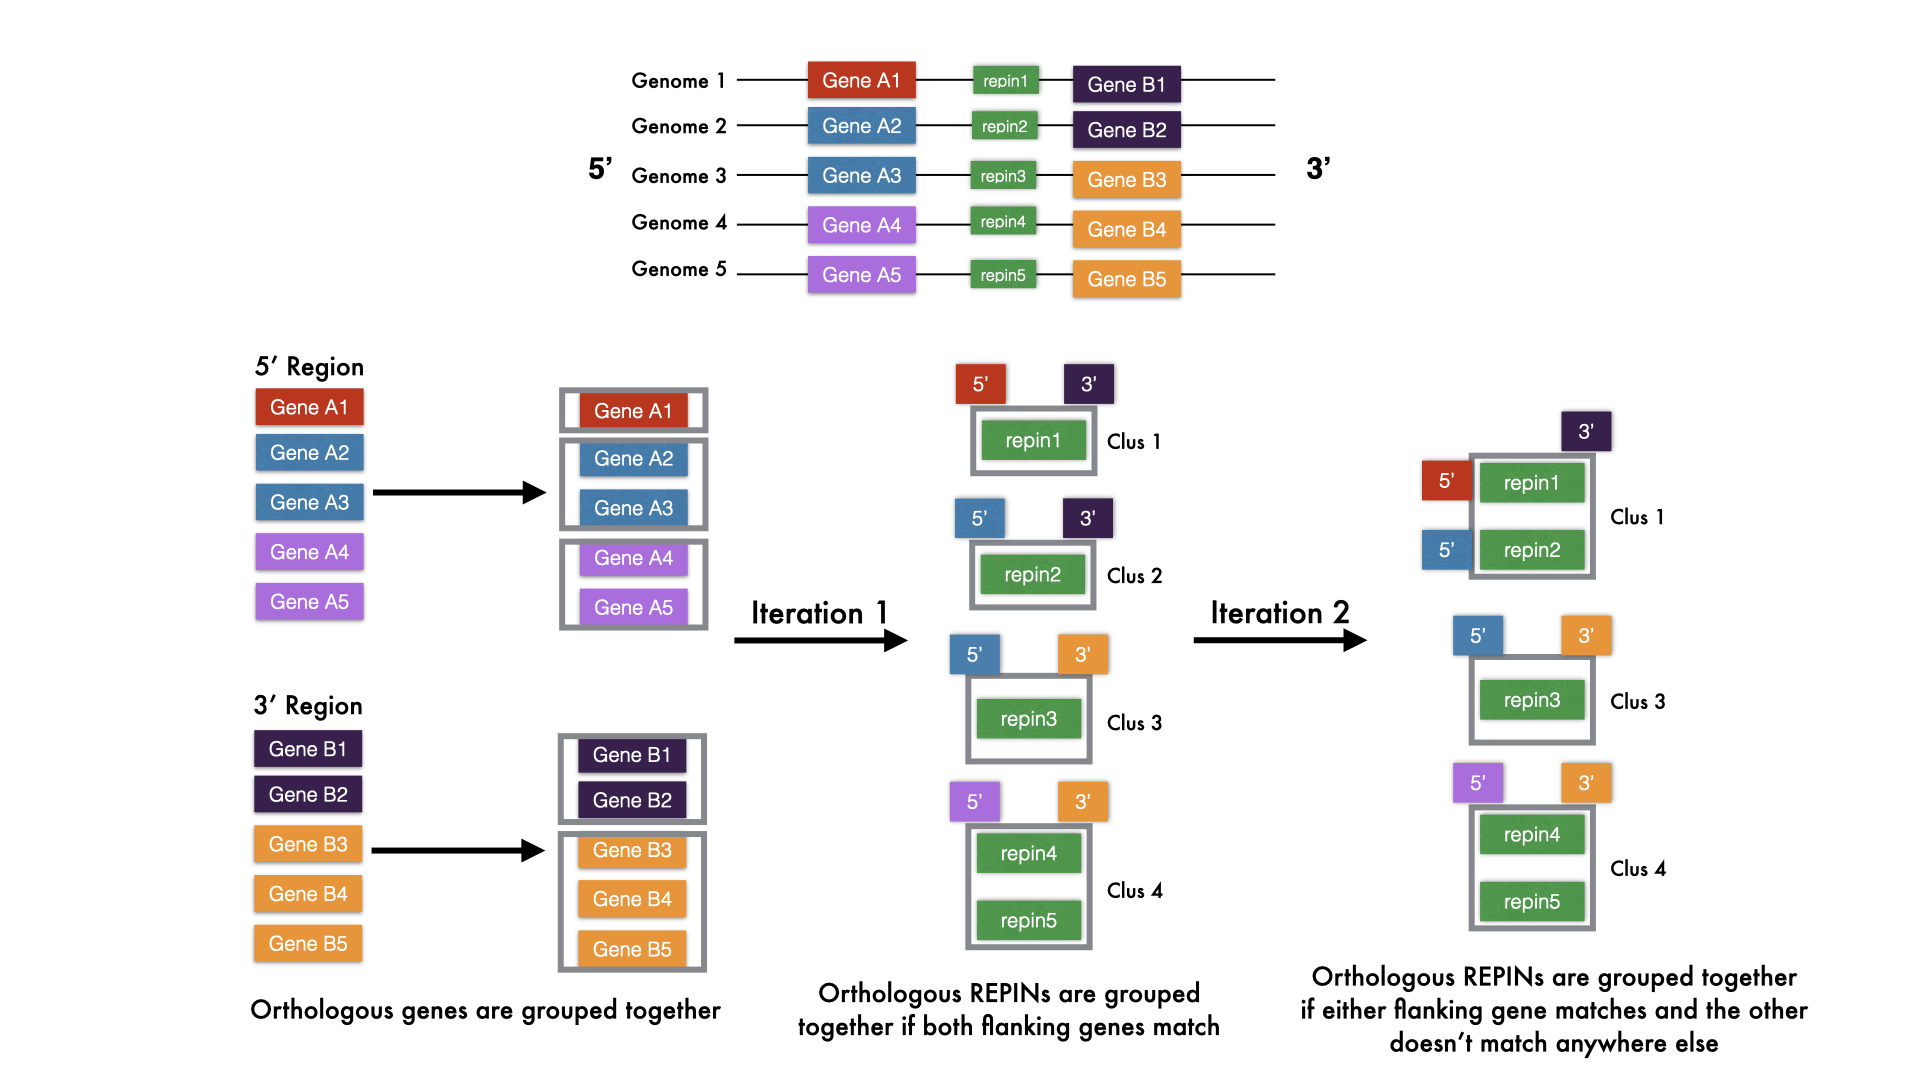 Genome 1 Gene A1 repin1 Gene B1
Genome 2 Gene A2 repin2 Gene B2
5’ 3’
Genome 3 Gene A3 repin3 Gene B3
Genome 4 Gene A4 repin4 Gene B4
Genome 5 Gene A5 repin5 Gene B5
5’ Region
Gene A1
Gene A2
Gene A3
Gene A4
Gene A5
3’ Region
Gene B1
Gene B2
Gene B3
Gene B4
Gene B5
Gene A1
Gene A2
Gene A3
Gene A4
Gene A5
Gene B1
Gene B2
Gene B3
Gene B4
Gene B5
Orthologous genes are grouped together
Iteration 1
5’ 3’
repin1 Clus 1
5’ 3’
repin2 Clus 2
5’ 3’
repin3 Clus 3
5’ 3’
repin4
Clus 4
repin5
Orthologous REPINs are grouped
together if both flanking genes match
Iteration 2
3’
5’ repin1
Clus 1
5’ repin2
5’ 3’
repin3 Clus 3
5’ 3’
repin4
Clus 4
repin5
Orthologous REPINs are grouped together
if either flanking gene matches and the other
doesn’t match anywhere else